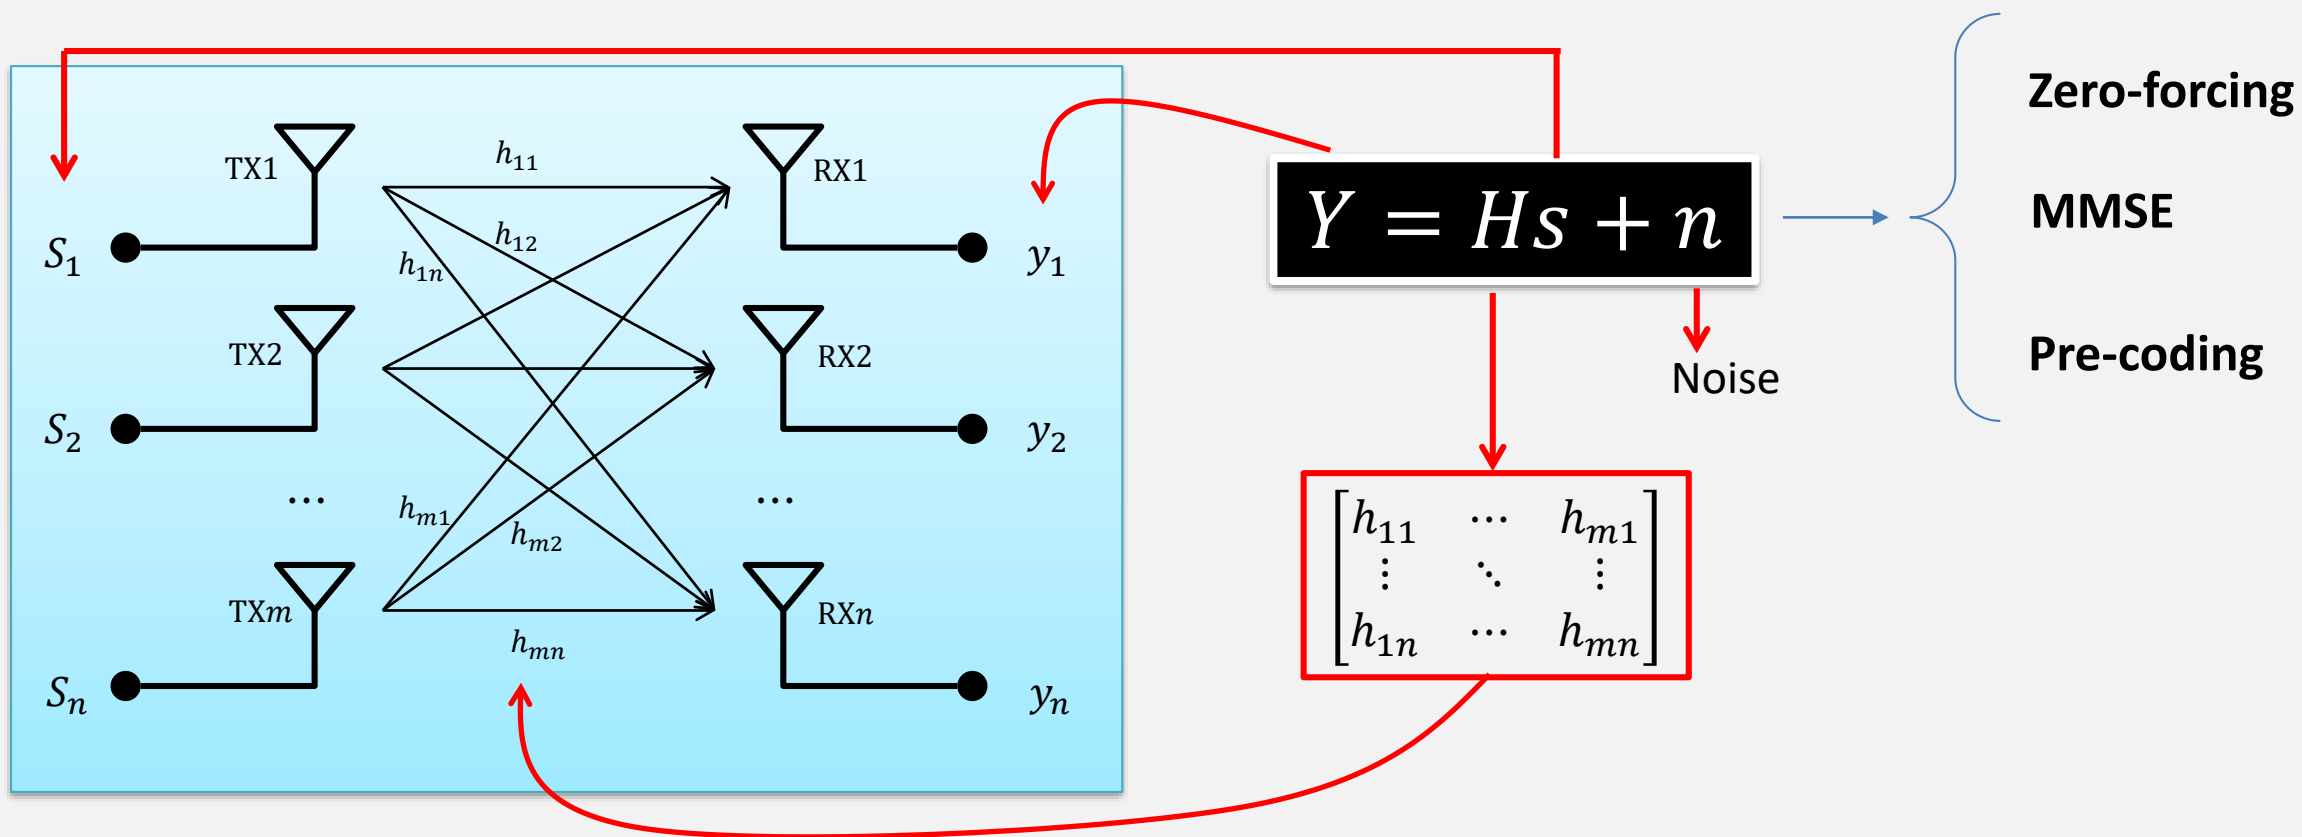 TX1
h₁₁
RX1
S₁
h₁₂
h₁ₙ
y₁
TX2
RX2
S₂
y₂
⋯
⋯
hₘ₁
hₘ₂
TXm
RXn
hₘₙ
Sₙ
yₙ
Y = Hs + n
Noise
[h₁₁ ⋯ hₘ₁
⋮ ⋱ ⋮
h₁ₙ ⋯ hₘₙ]
Zero-forcing
MMSE
Pre-coding